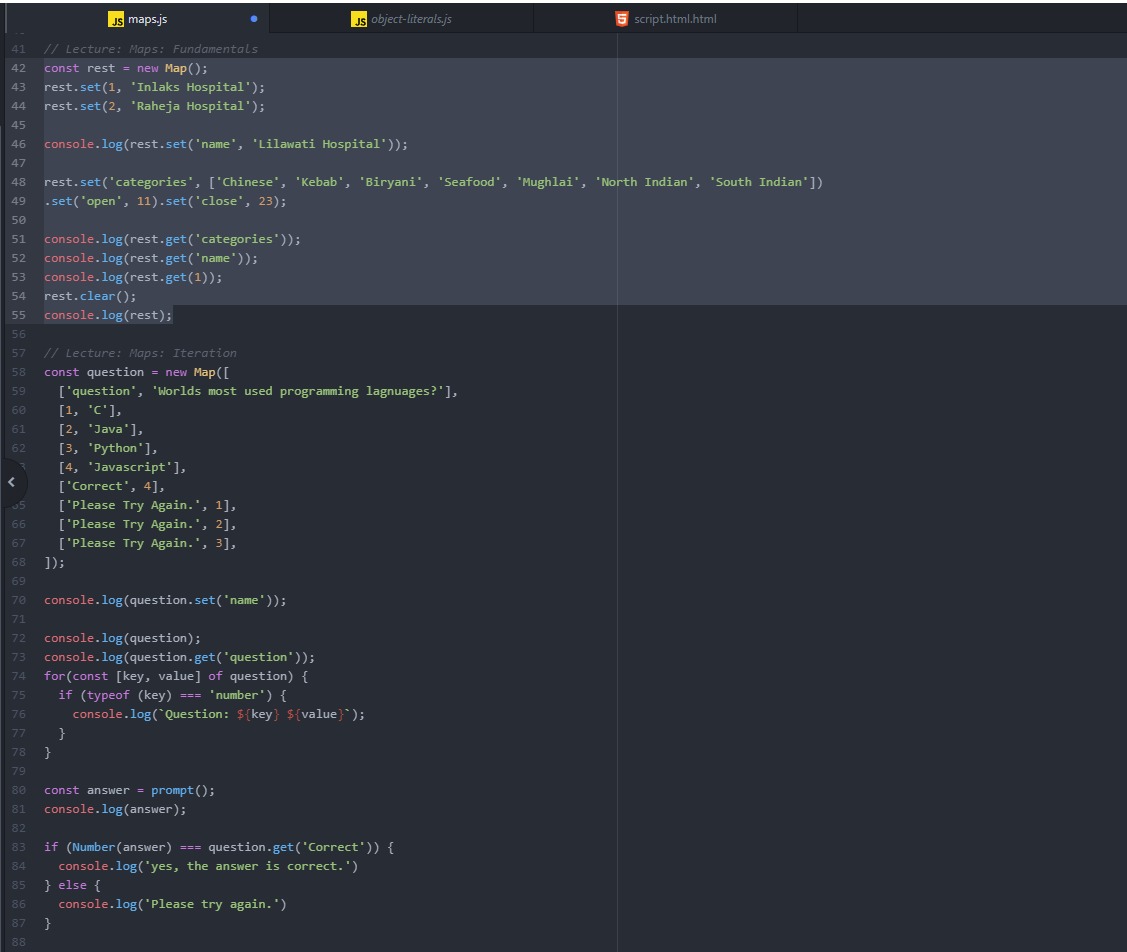 JS maps.js
JS object-literals.js
5 script.html.html
41 // Lecture: Maps: Fundamentals
42 const rest = new Map();
43 rest.set(1, 'Inlaks Hospital');
44 rest.set(2, 'Raheja Hospital');
45
46 console.log(rest.set('name', 'Lilawati Hospital'));
47
48 rest.set('categories', ['Chinese', 'Kebab', 'Biryani', 'Seafood', 'Mughlai', 'North Indian', 'South Indian'])
49 .set('open', 11).set('close', 23);
50
51 console.log(rest.get('categories'));
52 console.log(rest.get('name'));
53 console.log(rest.get(1));
54 rest.clear();
55 console.log(rest);
56
57 // Lecture: Maps: Iteration
58 const question = new Map([
59   ['question', 'Worlds most used programming lagnuages?'],
60   [1, 'C'],
61   [2, 'Java'],
62   [3, 'Python'],
3   [4, 'Javascript'],
['Correct', 4],
5   ['Please Try Again.', 1],
66   ['Please Try Again.', 2],
67   ['Please Try Again.', 3],
68 ]);
69
70 console.log(question.set('name'));
71
72 console.log(question);
73 console.log(question.get('question'));
74 for(const [key, value] of question) {
75   if (typeof (key) === 'number') {
76     console.log(`Question: ${key} ${value}`);
77   }
78 }
79
80 const answer = prompt();
81 console.log(answer);
82
83 if (Number(answer) === question.get('Correct')) {
84   console.log('yes, the answer is correct.')
85 } else {
86   console.log('Please try again.')
87 }
88